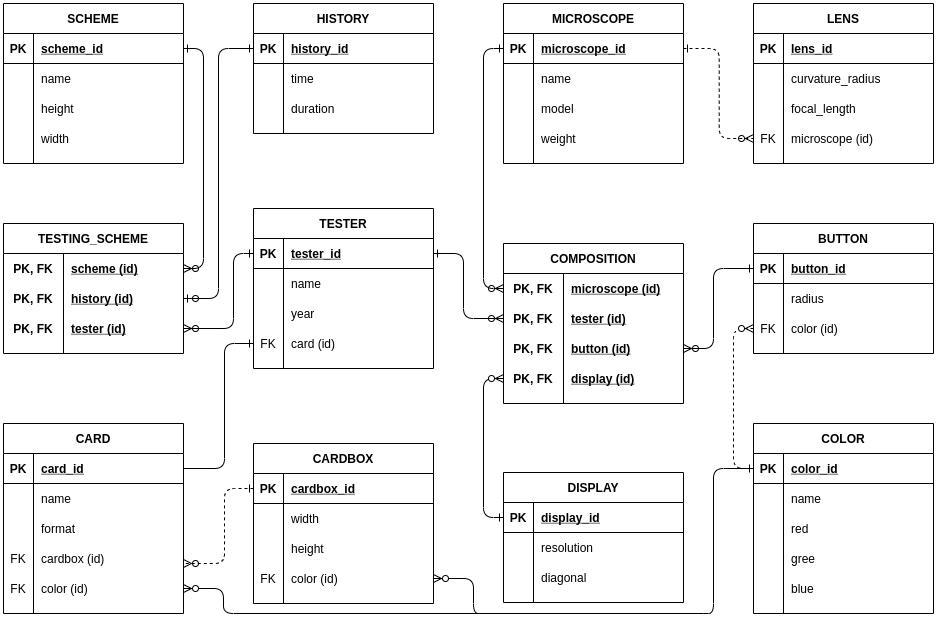 SCHEME
PK scheme_id
name
height
width
HISTORY
PK history_id
time
duration
MICROSCOPE
PK microscope_id
name
model
weight
LENS
PK lens_id
curvature_radius
focal_length
FK microscope (id)
TESTING_SCHEME
PK, FK scheme (id)
PK, FK history (id)
PK, FK tester (id)
TESTER
PK tester_id
name
year
FK card (id)
COMPOSITION
PK, FK microscope (id)
PK, FK tester (id)
PK, FK button (id)
PK, FK display (id)
BUTTON
PK button_id
radius
FK color (id)
CARD
PK card_id
name
format
FK cardbox (id)
FK color (id)
CARDBOX
PK cardbox_id
width
height
FK color (id)
DISPLAY
PK display_id
resolution
diagonal
COLOR
PK color_id
name
red
gree
blue